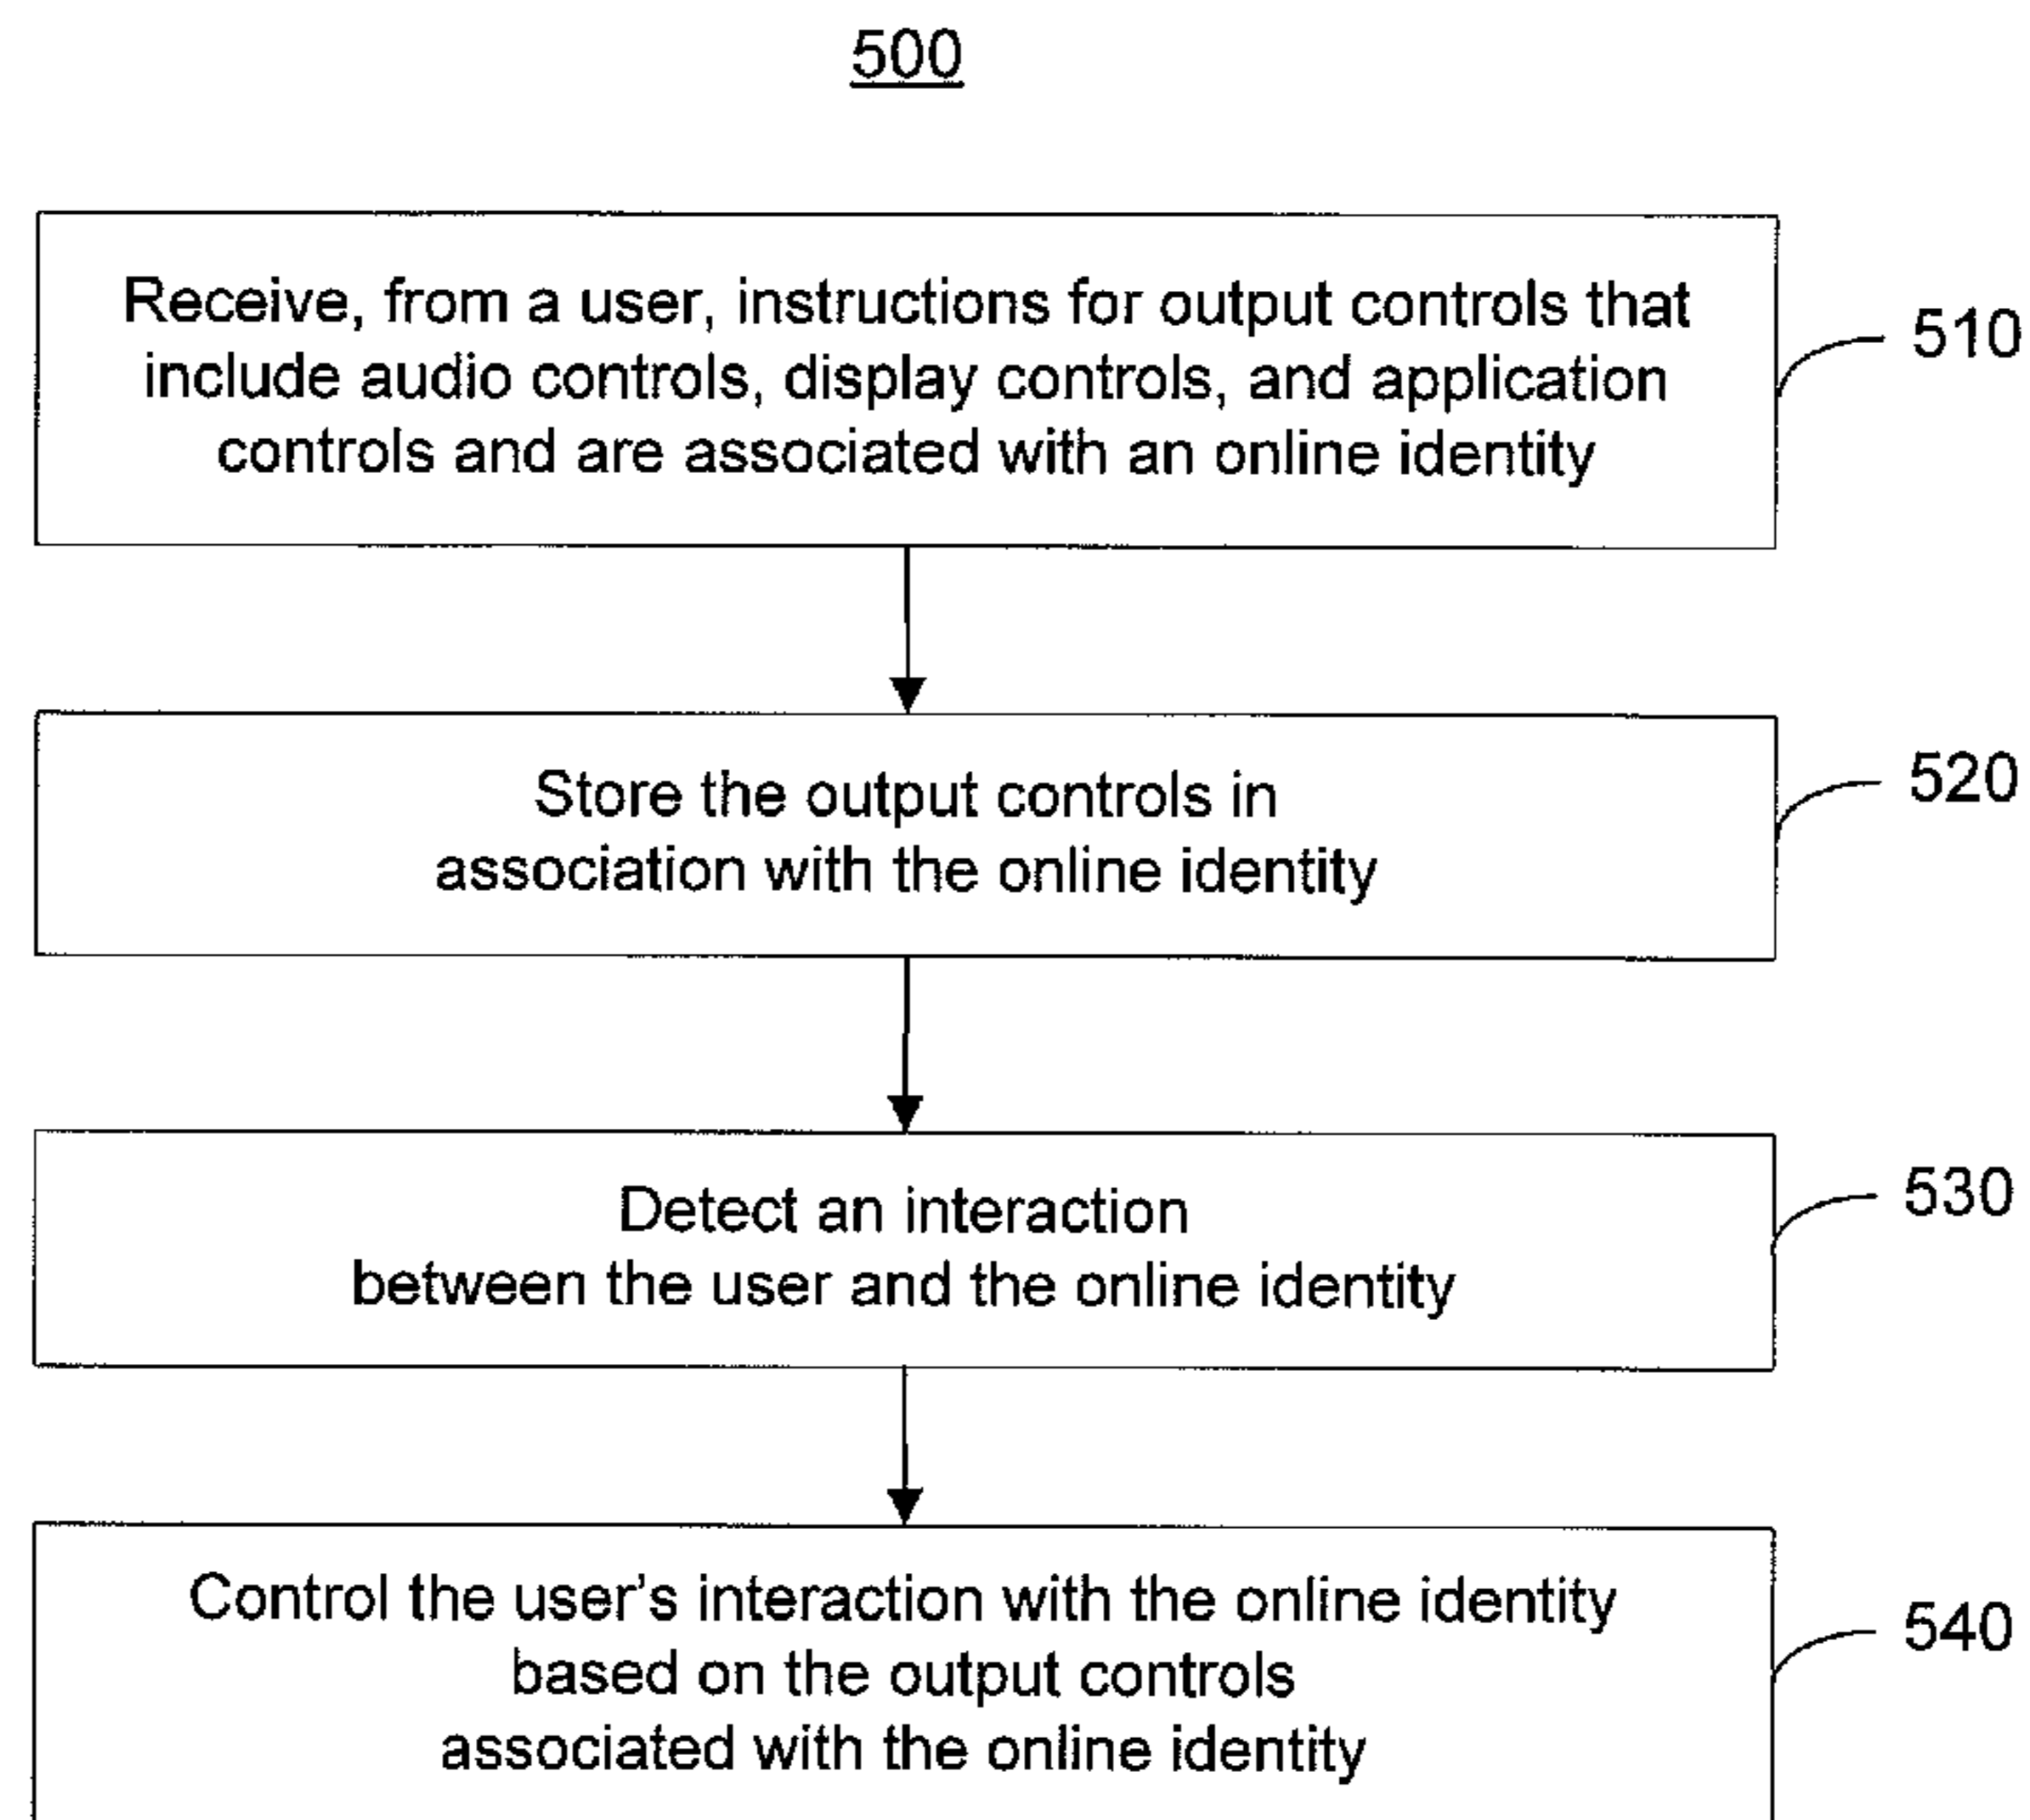 500
Receive, from a user, instructions for output controls that
include audio controls, display controls, and application
controls and are associated with an online identity
510
Store the output controls in
association with the online identity
520
Detect an interaction
between the user and the online identity
530
Control the user's interaction with the online identity
based on the output controls
associated with the online identity
540